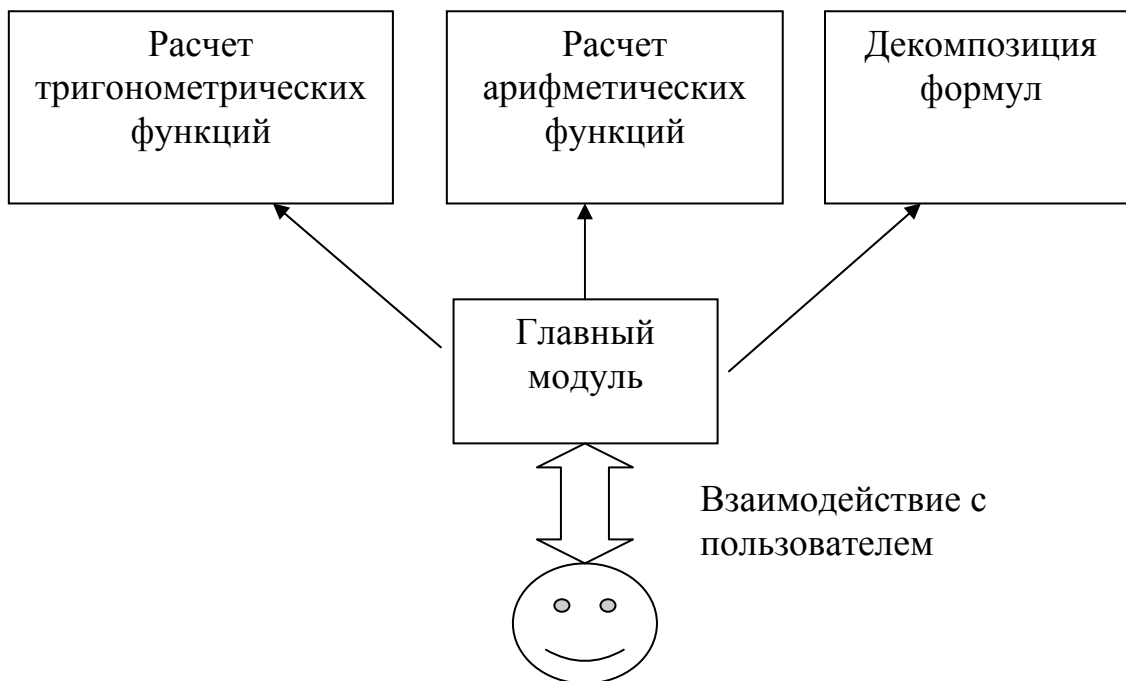 Расчет
тригонометрических
функций
Расчет
арифметических
функций
Декомпозиция
формул
Главный
модуль
Взаимодействие с
пользователем